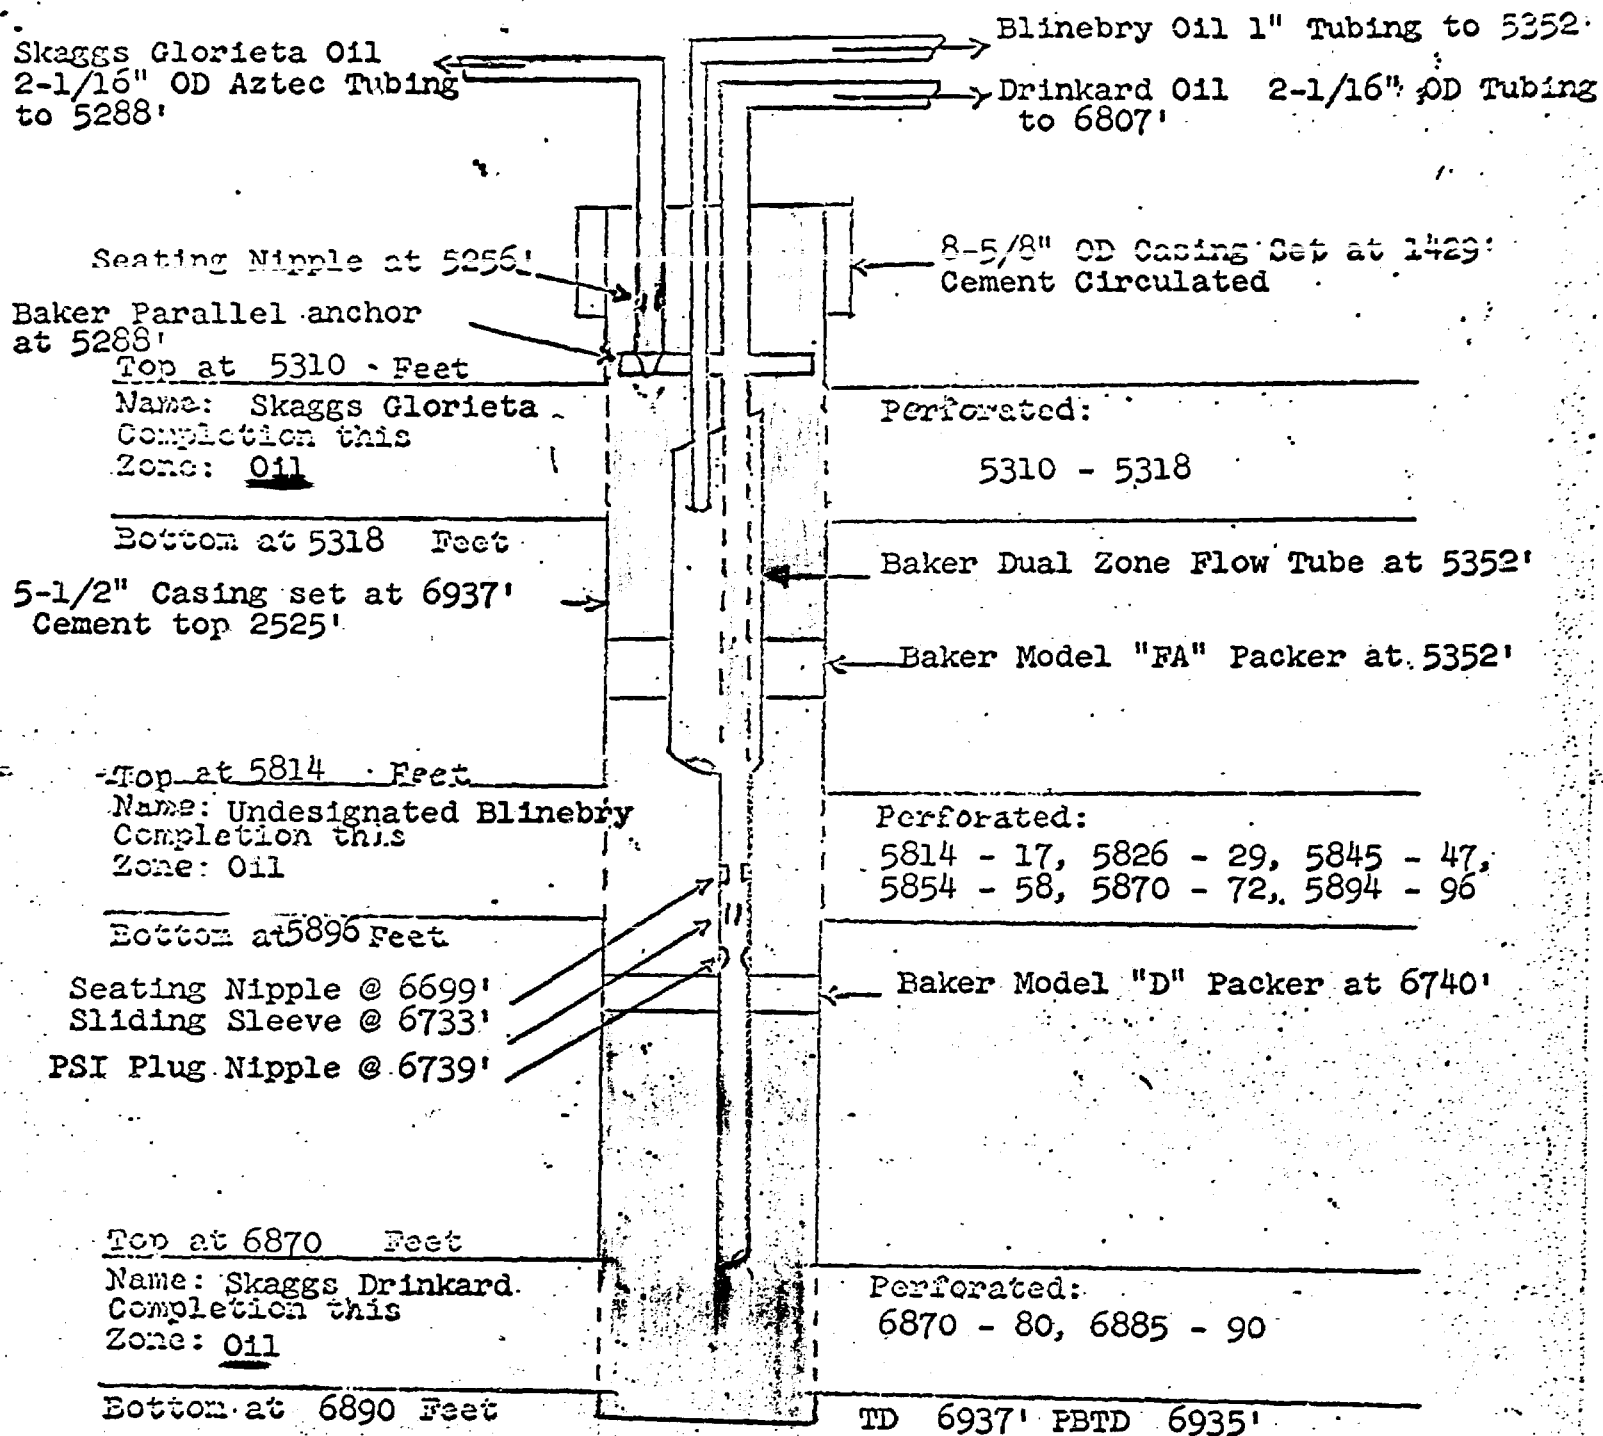 Skaggs Glorieta Oil
2-1/16" OD Aztec Tubing
to 5288'
Blinebry Oil 1" Tubing to 5352'
Drinkard Oil 2-1/16" OD Tubing
to 6807'
Seating Nipple at 5256'
Baker Parallel anchor
at 5288'
8-5/8" OD Casing Set at 1429'
Cement Circulated
Top at 5310 Feet
Name: Skaggs Glorieta
Completion this
Zone: Oil
Perforated:
5310 - 5318
Bottom at 5318 Feet
5-1/2" Casing set at 6937'
Cement top 2525'
Baker Dual Zone Flow Tube at 5352'
Baker Model "FA" Packer at 5352'
Top at 5814 Feet
Name: Undesignated Blinebry
Completion this
Zone: Oil
Perforated:
5814 - 17, 5826 - 29, 5845 - 47,
5854 - 58, 5870 - 72, 5894 - 96
Bottom at 5896 Feet
Seating Nipple @ 6699'
Sliding Sleeve @ 6733'
PSI Plug Nipple @ 6739'
Baker Model "D" Packer at 6740'
Top at 6870 Feet
Name: Skaggs Drinkard
Completion this
Zone: Oil
Perforated:
6870 - 80, 6885 - 90
Bottom at 6890 Feet
TD 6937' PBTD 6935'